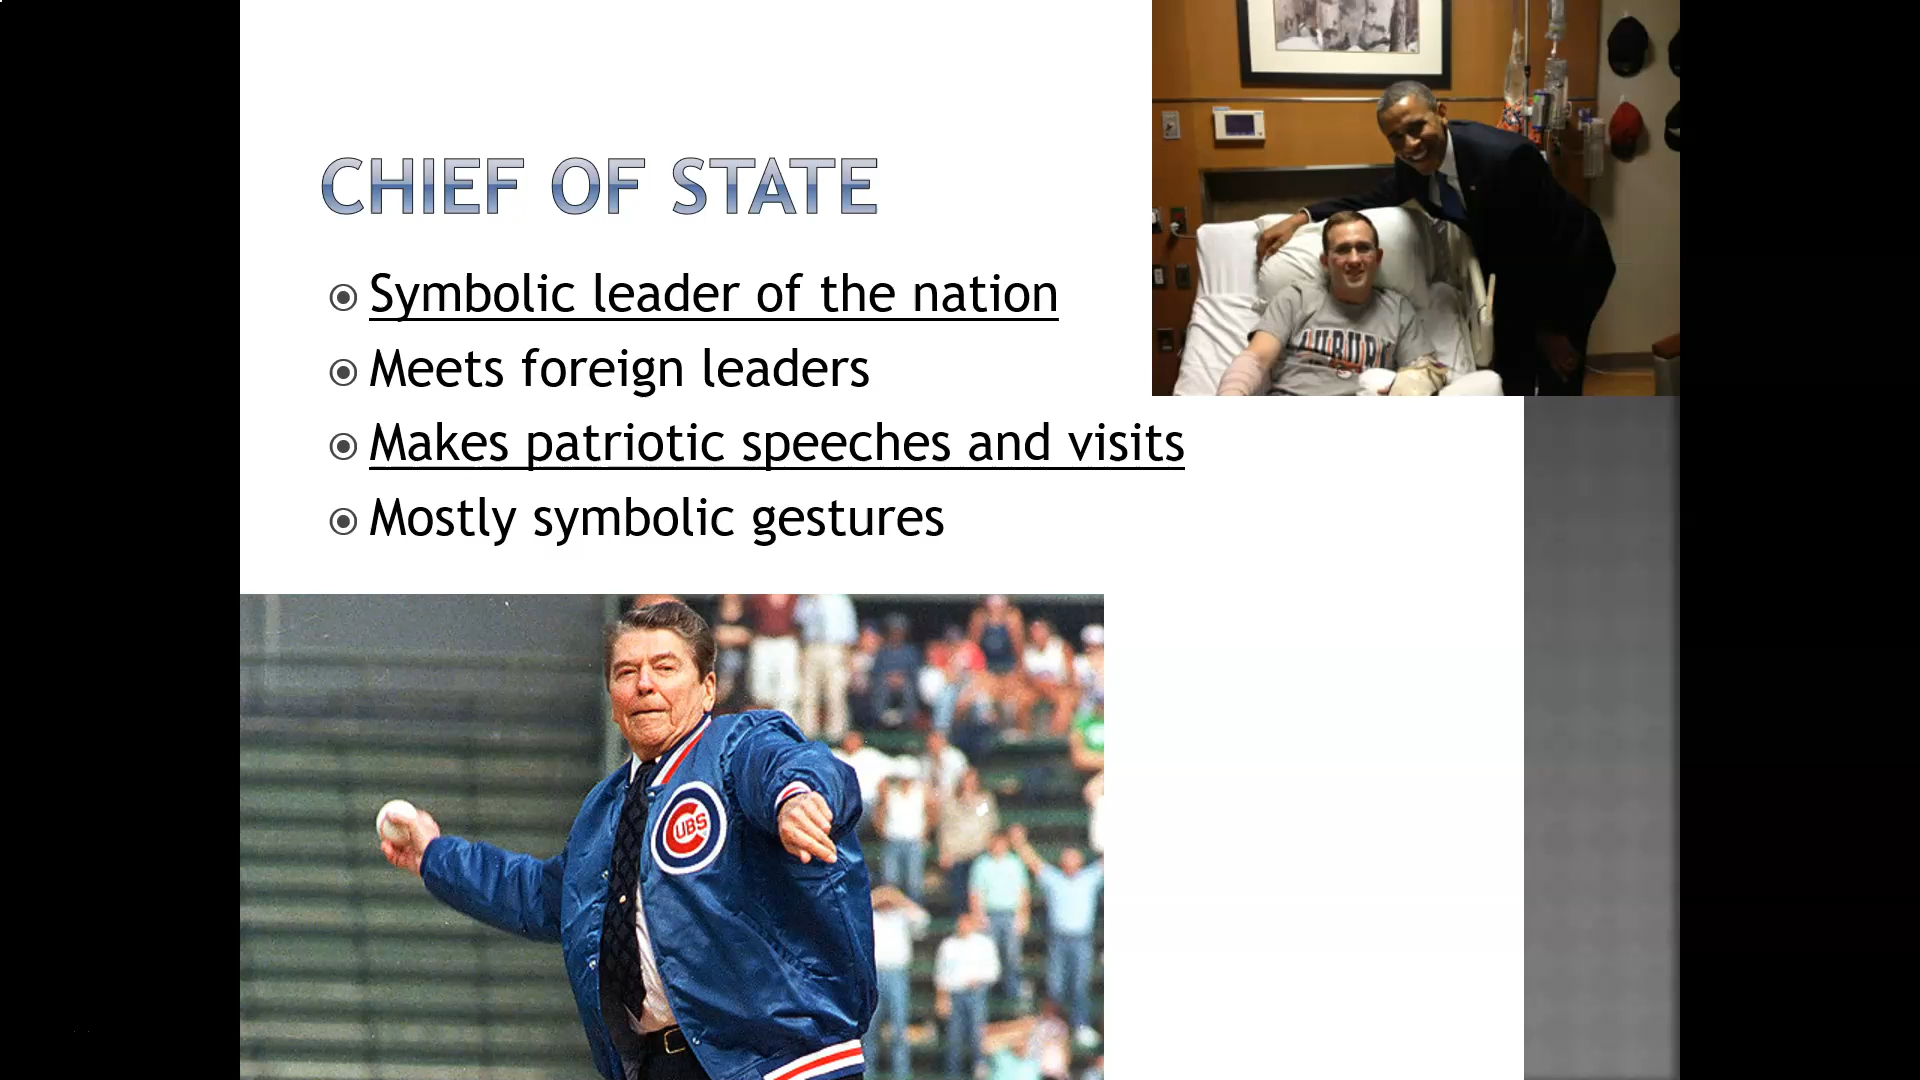 CHIEF OF STATE
Symbolic leader of the nation
Meets foreign leaders
Makes patriotic speeches and visits
Mostly symbolic gestures
AUBURN
CUBS